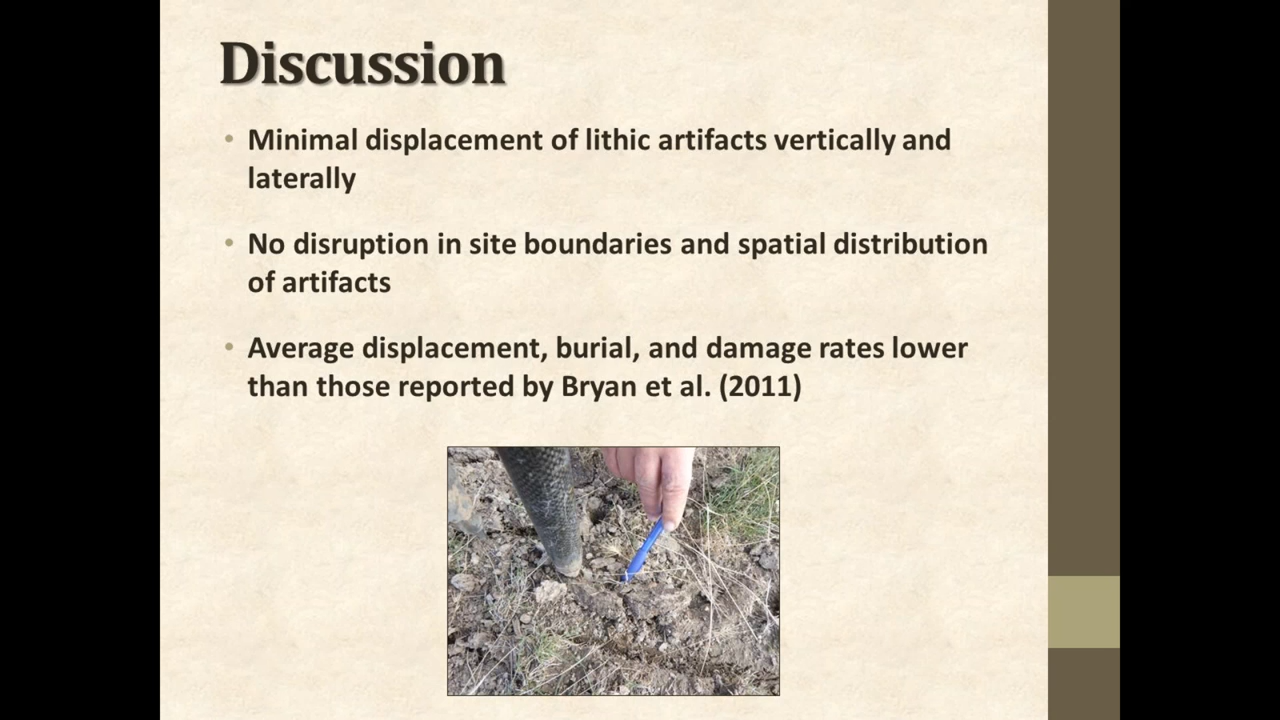 Discussion
• Minimal displacement of lithic artifacts vertically and
laterally
• No disruption in site boundaries and spatial distribution
of artifacts
• Average displacement, burial, and damage rates lower
than those reported by Bryan et al. (2011)